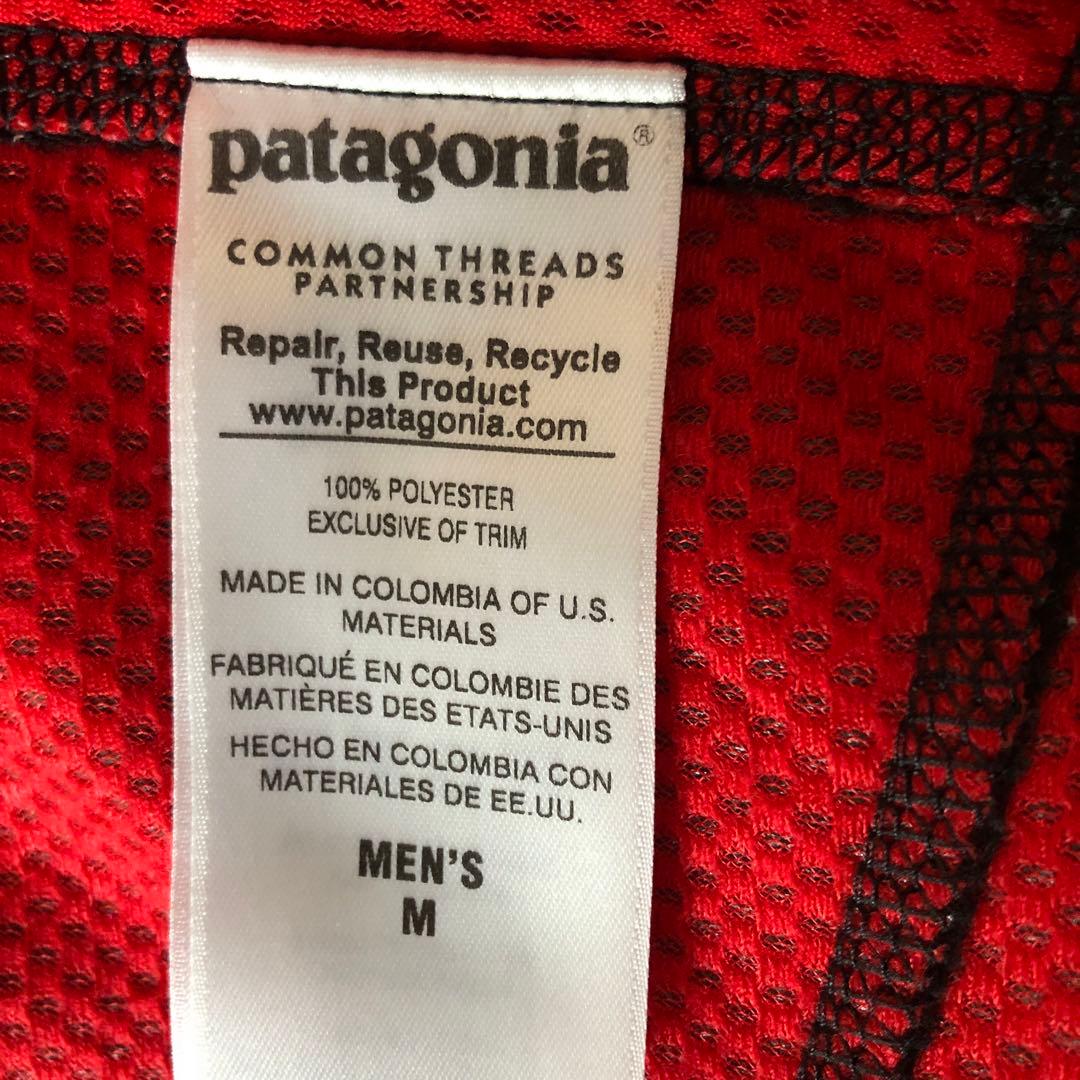 patagonia®
COMMON THREADS
PARTNERSHIP
Repair, Reuse, Recycle
This Product
www.patagonia.com
100% POLYESTER
EXCLUSIVE OF TRIM
MADE IN COLOMBIA OF U.S.
MATERIALS
FABRIQUÉ EN COLOMBIE DES
MATIÈRES DES ETATS-UNIS
HECHO EN COLOMBIA CON
MATERIALES DE EE.UU.
MEN'S
M